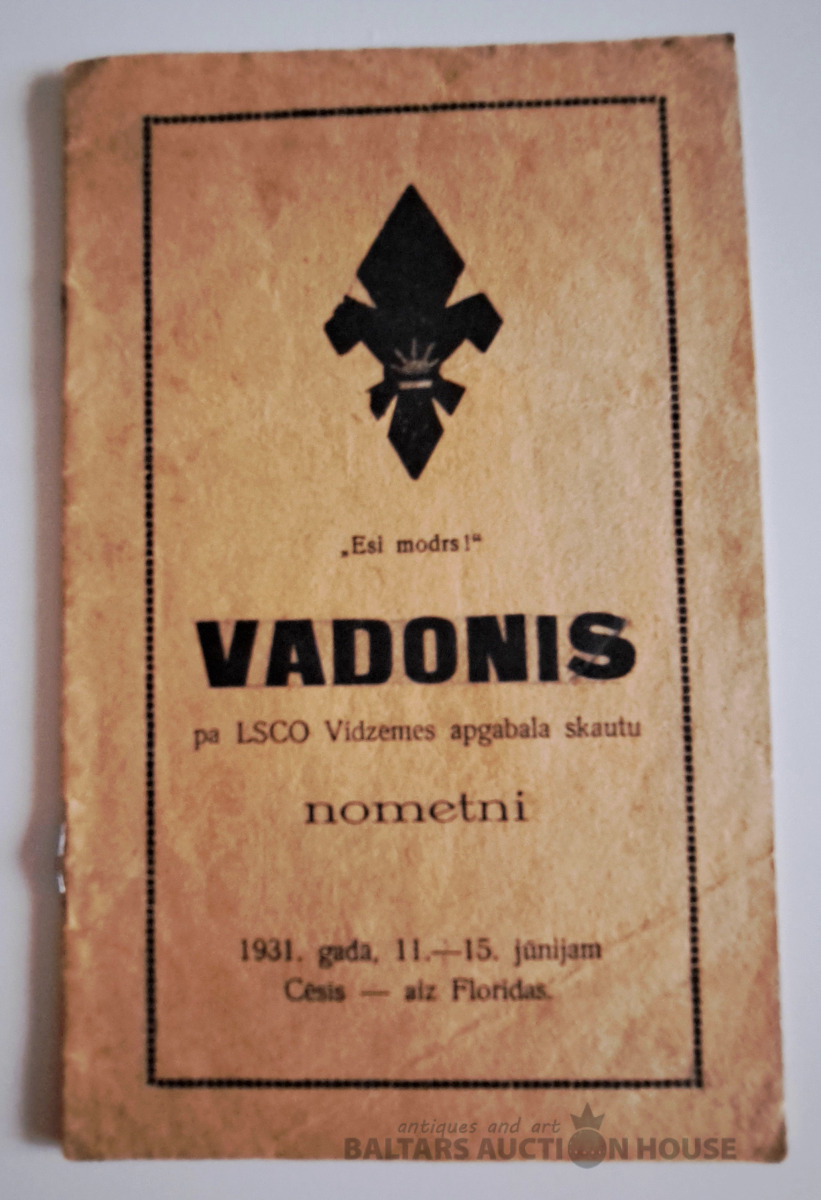 „Esi modrs!“
VADONIS
pa LSCO Vidzemes apgabala skautu
nometni
1931. gada, 11.—15. jūnijam
Cēsis — aiz Floridas.
antiques and art
BALTARS AUCTION HOUSE